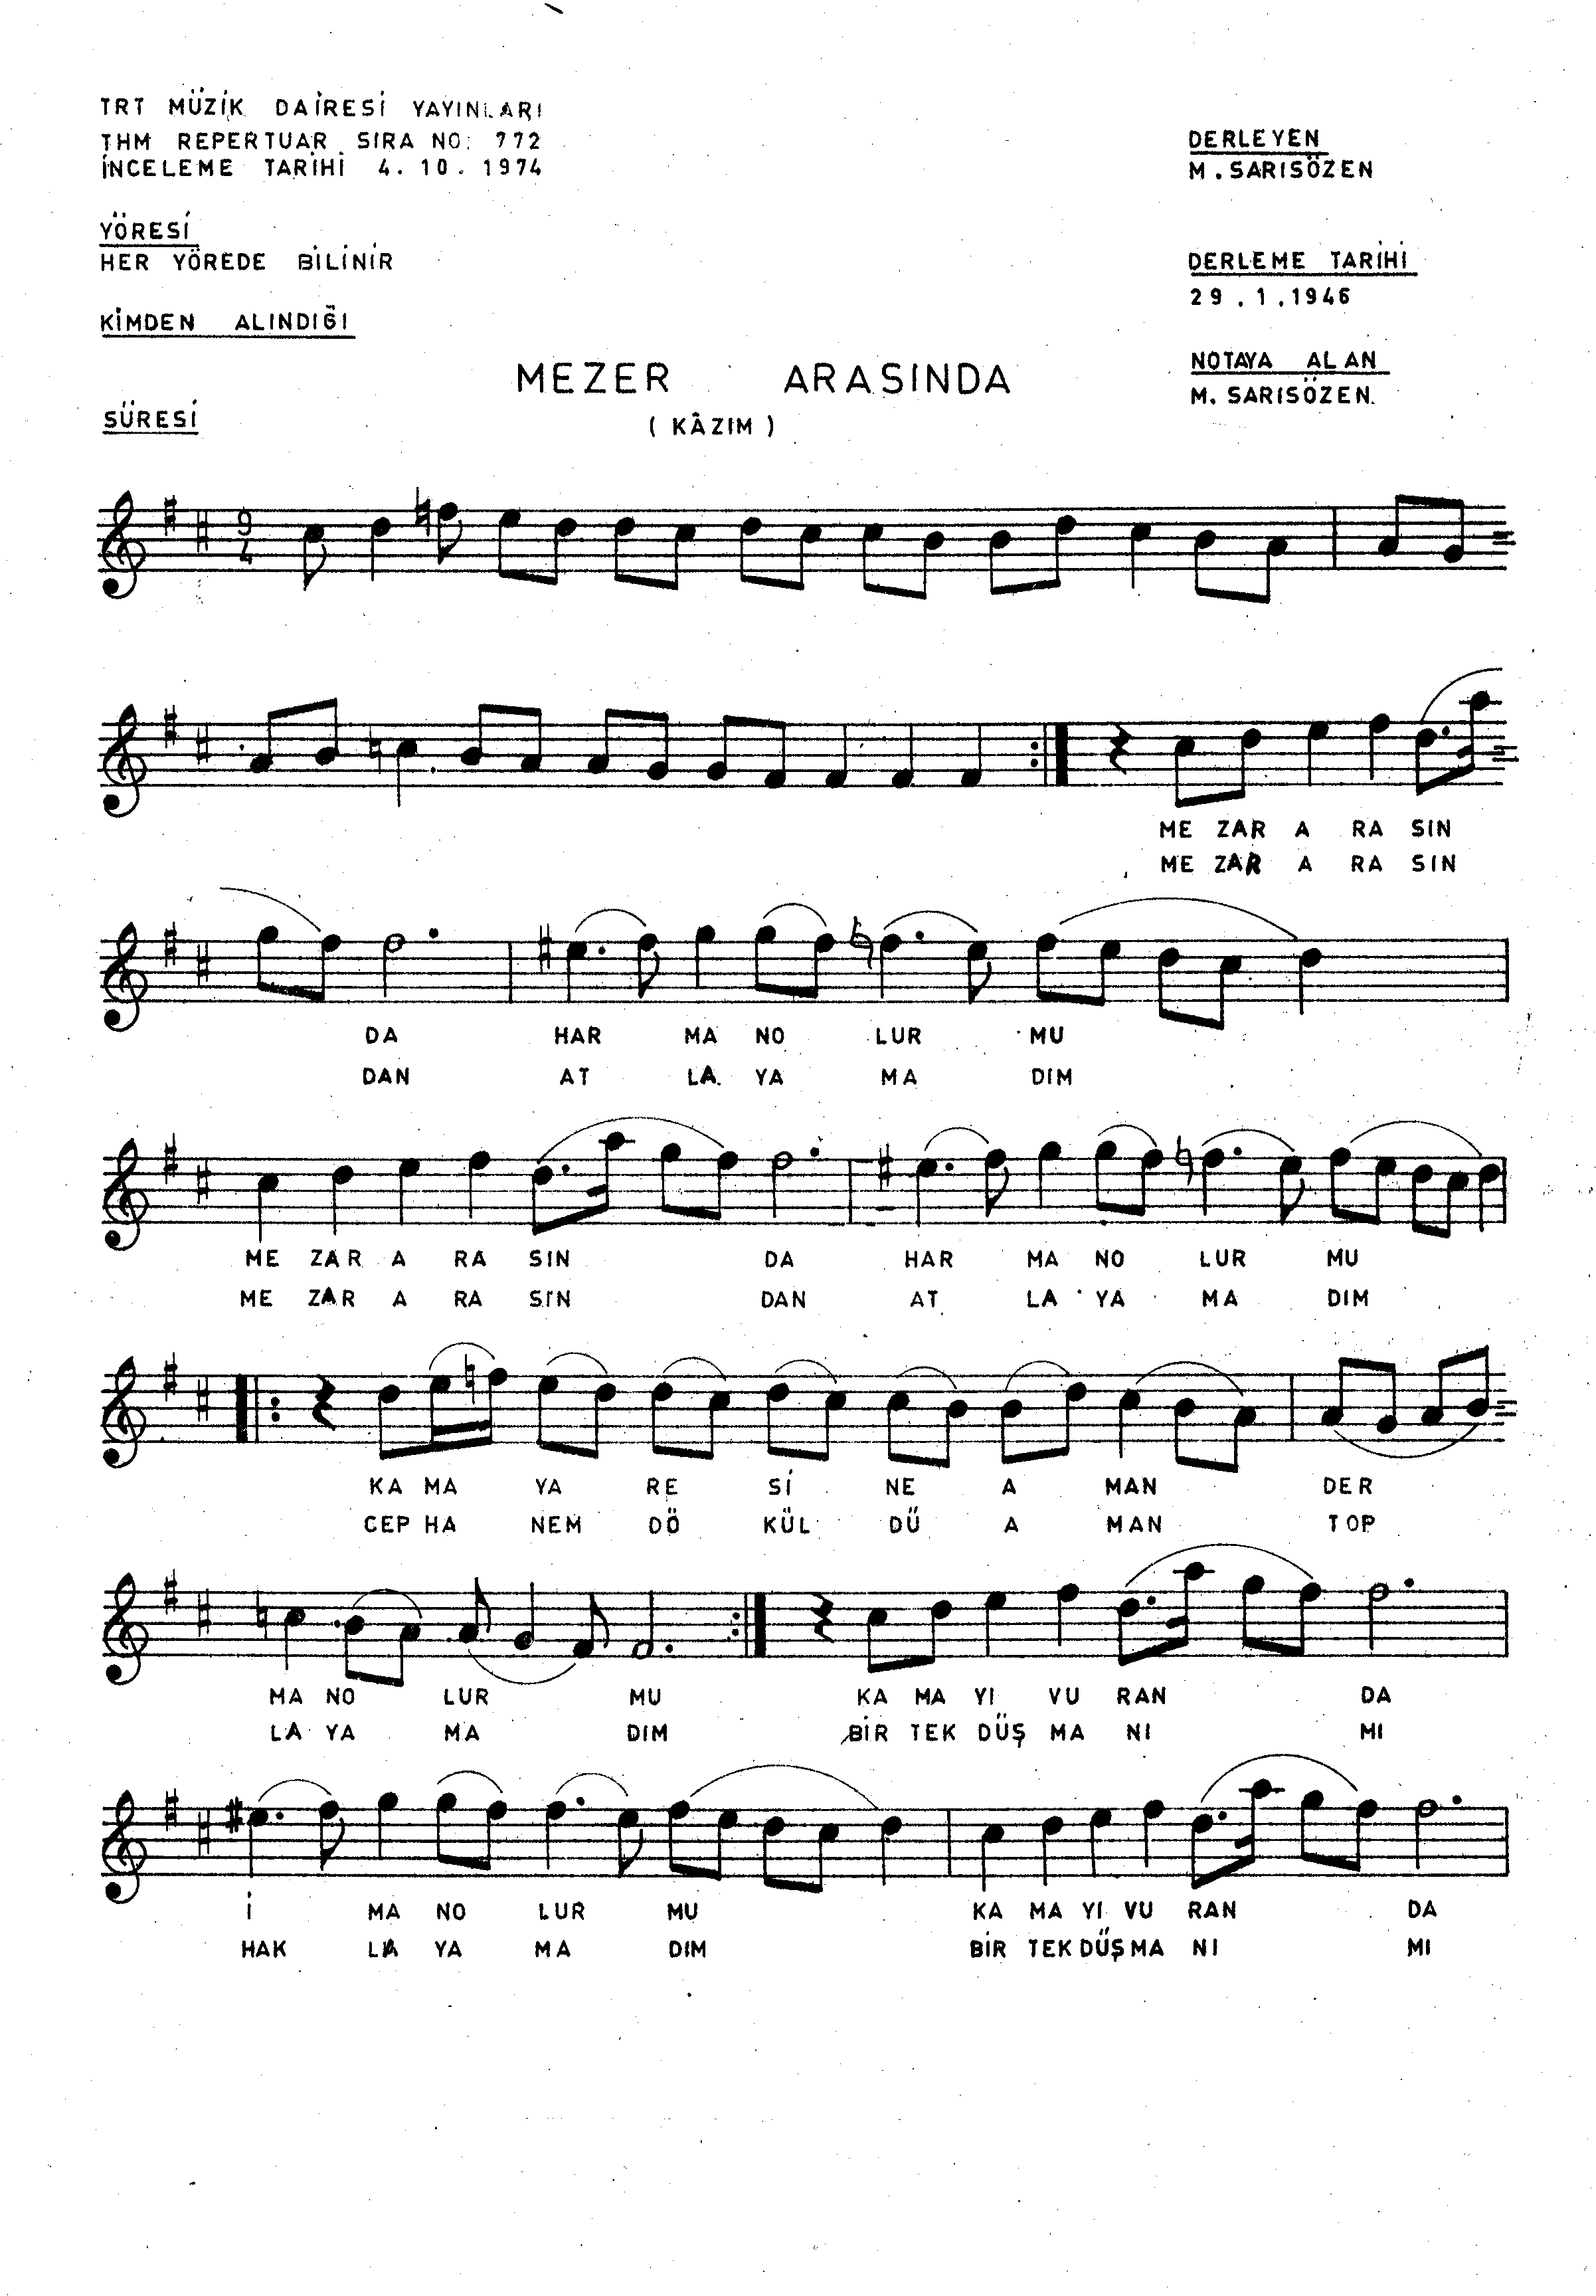 TRT MÜZİK DAİRESİ YAYINLARI
THM REPERTUAR SIRA NO: 772
İNCELEME TARİHİ 4.10.1974
DERLEYEN
M. SARISÖZEN
YÖRESİ
HER YÖREDE BİLİNİR
DERLEME TARİHİ
29.1.1946
KİMDEN ALINDIĞI
NOTAYA ALAN
M. SARISÖZEN
MEZER ARASINDA
(KÂZIM)
SÜRESİ
9
4
ME ZAR A RA SIN
ME ZAR A RA SIN
DA HAR MA NO LUR MU
DAN AT LA YA MA DIM
ME ZAR A RA SIN DA HAR MA NO LUR MU
ME ZAR A RA SIN DAN AT LA YA MA DIM
KA MA YA RE Sİ NE A MAN DER
CEP HA NEM DÖ KÜL DÜ A MAN TOP
MA NO LUR MU KA MA YI VU RAN DA
LA YA MA DIM BİR TEK DÜŞ MA NI MI
İ MA NO LUR MU KA MA YI VU RAN DA
HAK LA YA MA DIM BİR TEK DÜŞ MA NI MI